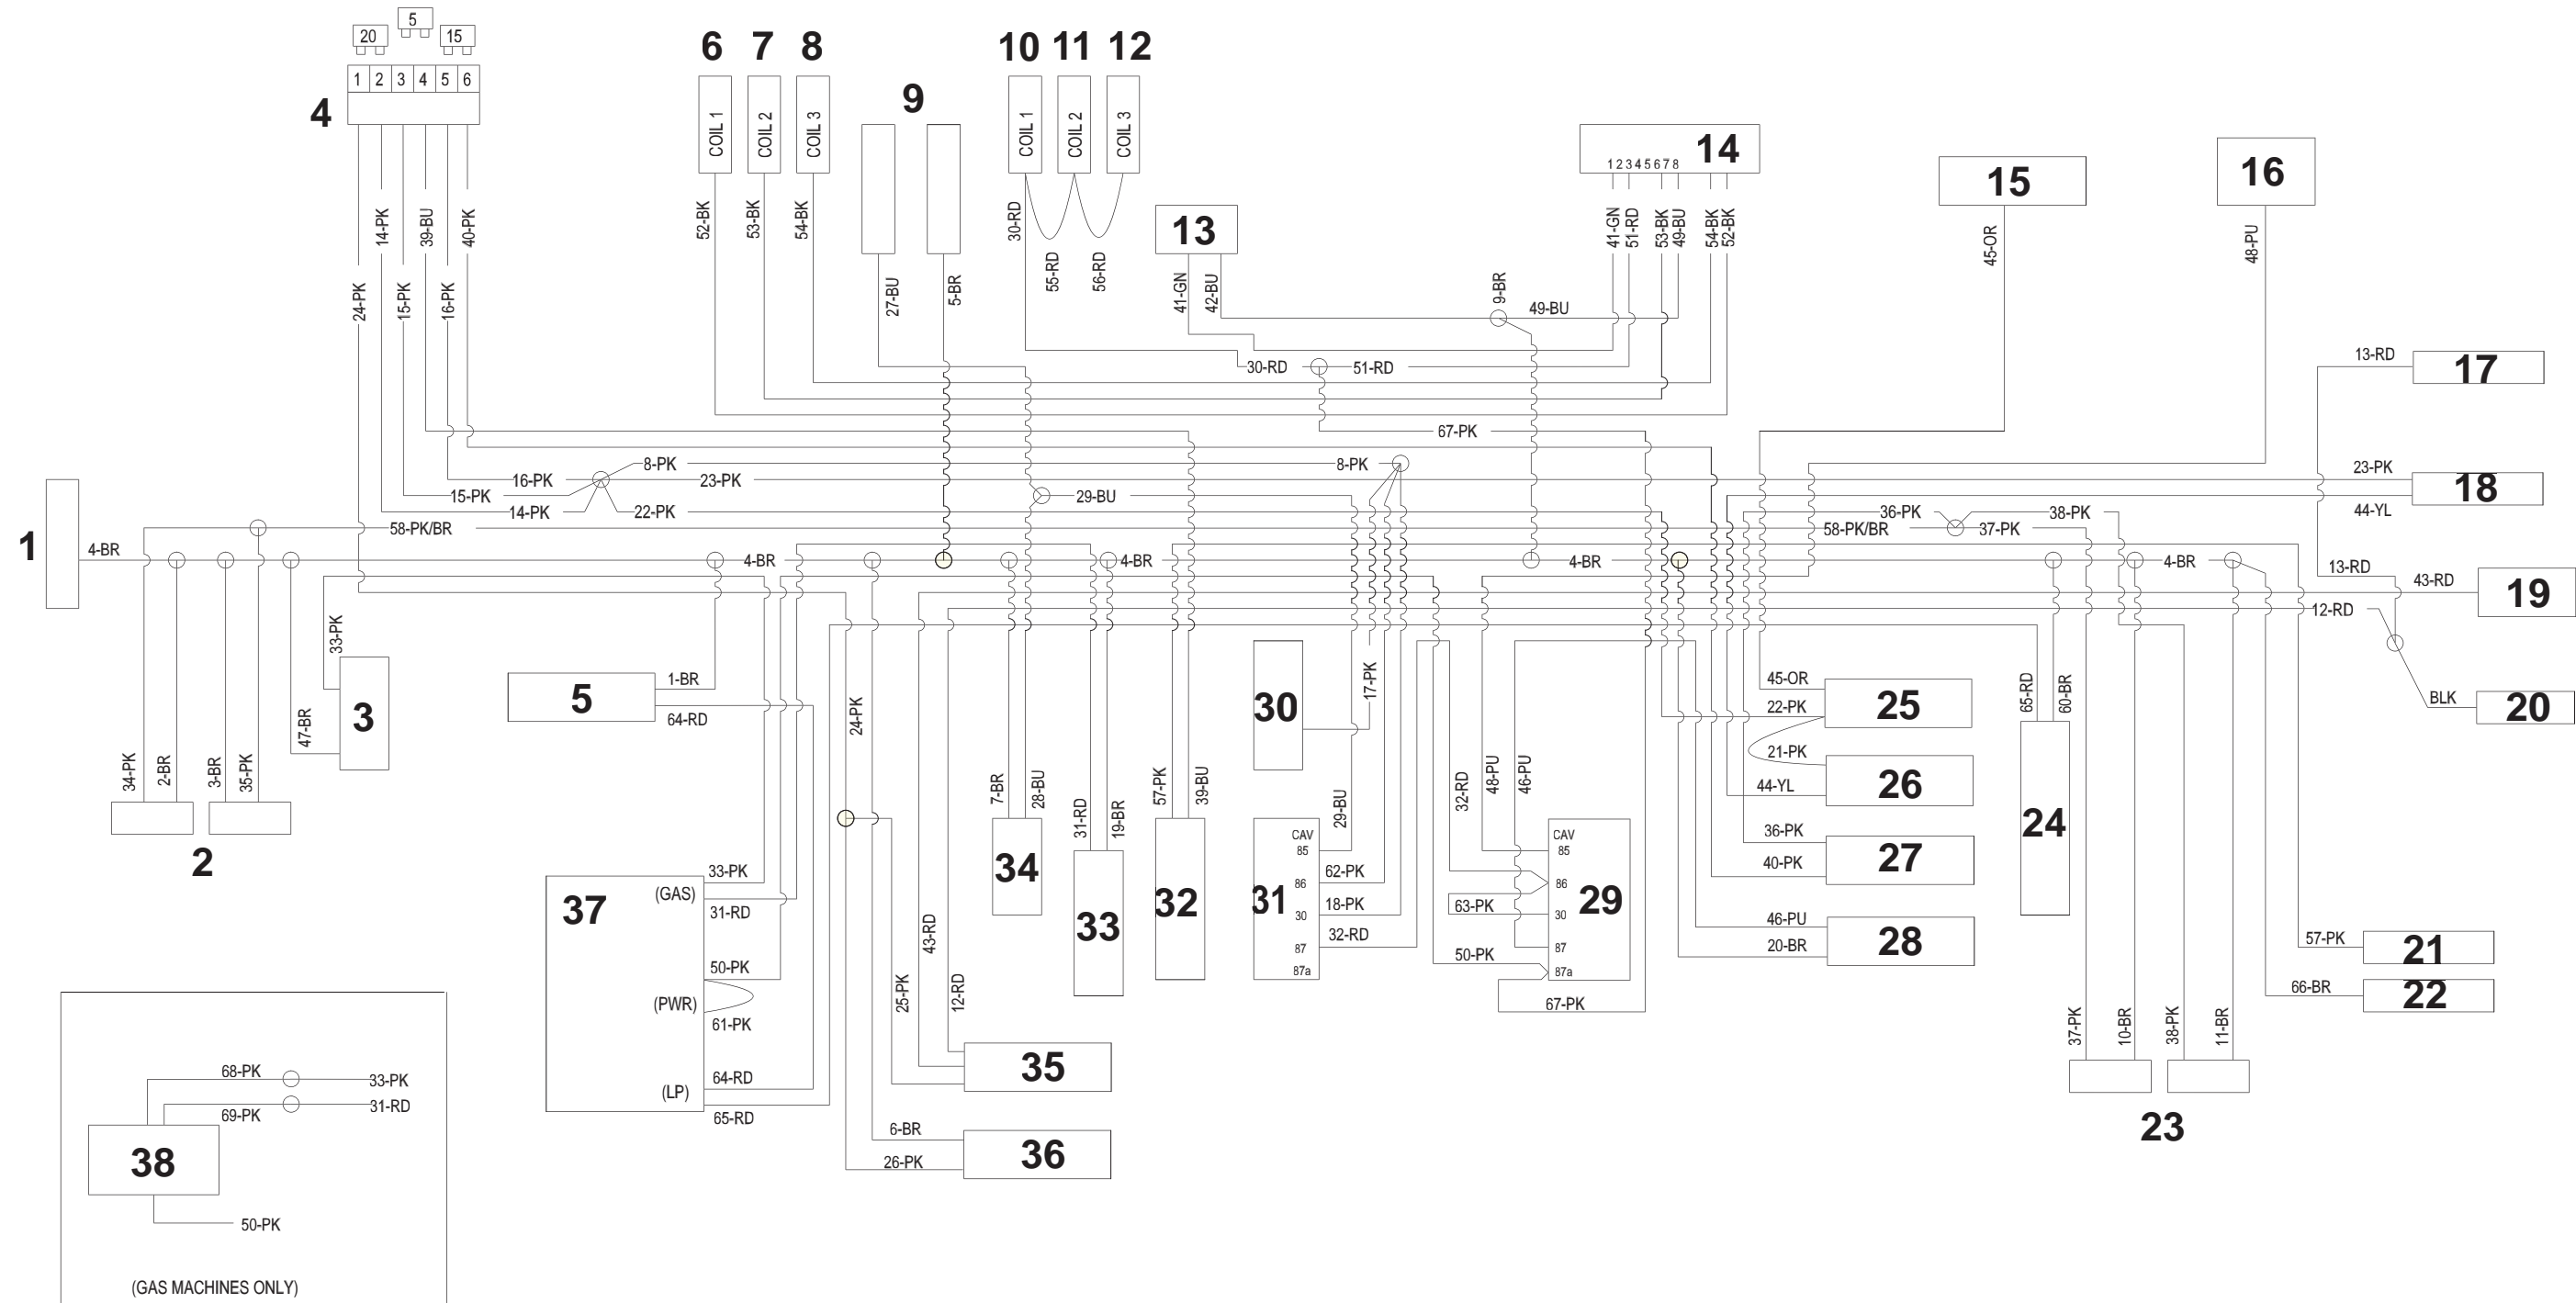 5
20
15
1 2 3 4 5 6
4
6 7 8
9
10 11 12
COIL 1
COIL 2
COIL 3
COIL 1
COIL 2
COIL 3
13
1 2 3 4 5 6 7 8
14
15
16
24-PK
14-PK
15-PK
39-BU
16-PK
40-PK
52-BK
53-BK
54-BK
27-BU
5-BR
30-RD
55-RD
56-RD
41-GN
42-BU
9-BR
49-BU
41-GN
51-RD
53-BK
49-BU
54-BK
52-BK
45-OR
48-PU
30-RD
51-RD
67-PK
13-RD
17
8-PK
8-PK
16-PK
23-PK
23-PK
15-PK
29-BU
18
14-PK
22-PK
36-PK
38-PK
44-YL
58-PK/BR
58-PK/BR
37-PK
1
4-BR
4-BR
4-BR
4-BR
4-BR
13-RD
43-RD
19
12-RD
33-PK
3
47-BR
5
1-BR
64-RD
24-PK
BLK
20
34-PK
2-BR
3-BR
35-PK
2
30
17-PK
45-OR
22-PK
25
21-PK
44-YL
26
36-PK
40-PK
27
46-PU
20-BR
28
65-RD
60-BR
24
7-BR
28-BU
34
31-RD
19-BR
33
57-PK
39-BU
32
29-BU
CAV
85
86
30
87
87a
31
62-PK
18-PK
32-RD
32-RD
48-PU
46-PU
CAV
85
86
30
87
87a
29
63-PK
50-PK
67-PK
37
(GAS)
33-PK
31-RD
50-PK
(PWR)
61-PK
64-RD
(LP)
65-RD
43-RD
12-RD
25-PK
35
6-BR
26-PK
36
57-PK
21
66-BR
22
37-PK
10-BR
38-PK
11-BR
23
68-PK
33-PK
69-PK
31-RD
38
50-PK
(GAS MACHINES ONLY)